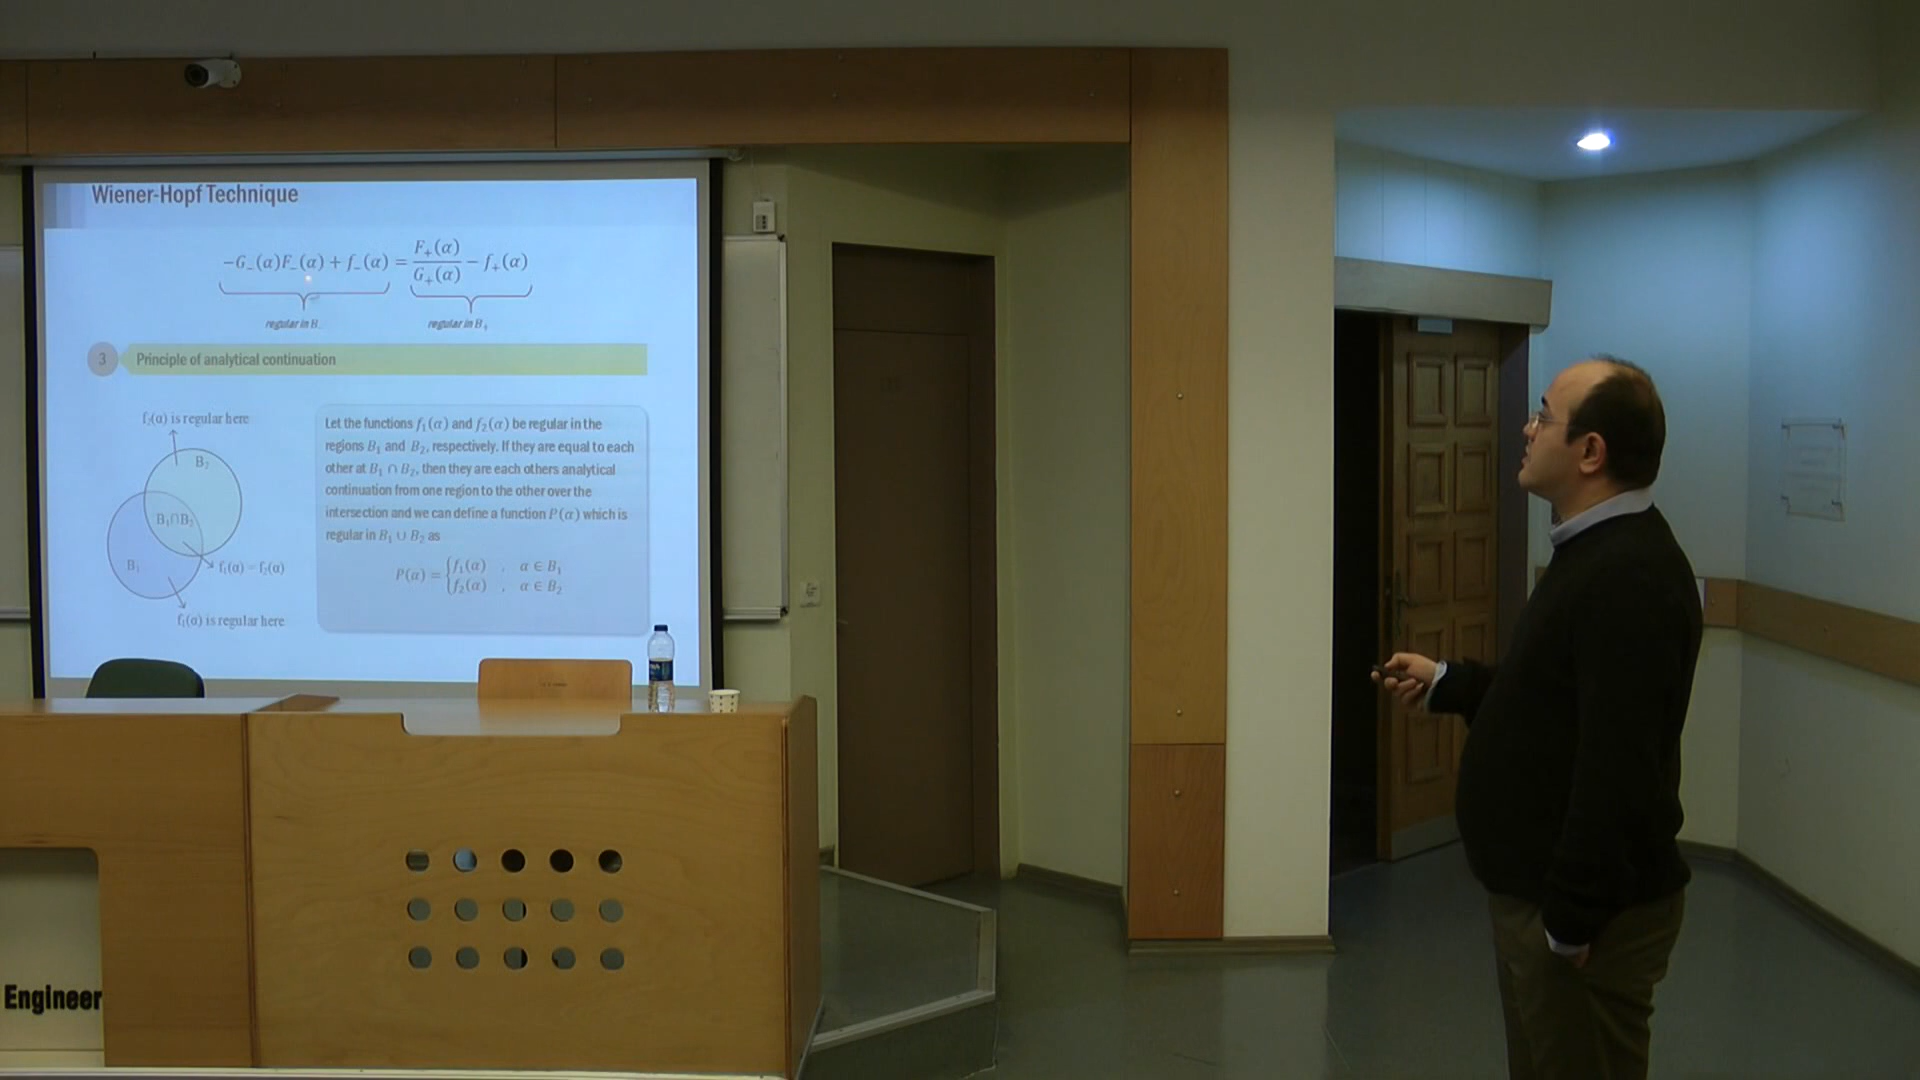 Wiener-Hopf Technique
−G₋(α)F₋(α) + f₋(α) = F₊(α)/G₊(α) − f₊(α)
regular in B₋
regular in B₊
3
Principle of analytical continuation
f₂(α) is regular here
B₂
B₁∩B₂
B₁
f₁(α) = f₂(α)
f₁(α) is regular here
Let the functions f₁(α) and f₂(α) be regular in the
regions B₁ and B₂, respectively. If they are equal to each
other at B₁ ∩ B₂, then they are each others analytical
continuation from one region to the other over the
intersection and we can define a function P(α) which is
regular in B₁ ∪ B₂ as
P(α) = {f₁(α) , α ∈ B₁
f₂(α) , α ∈ B₂
Engineer